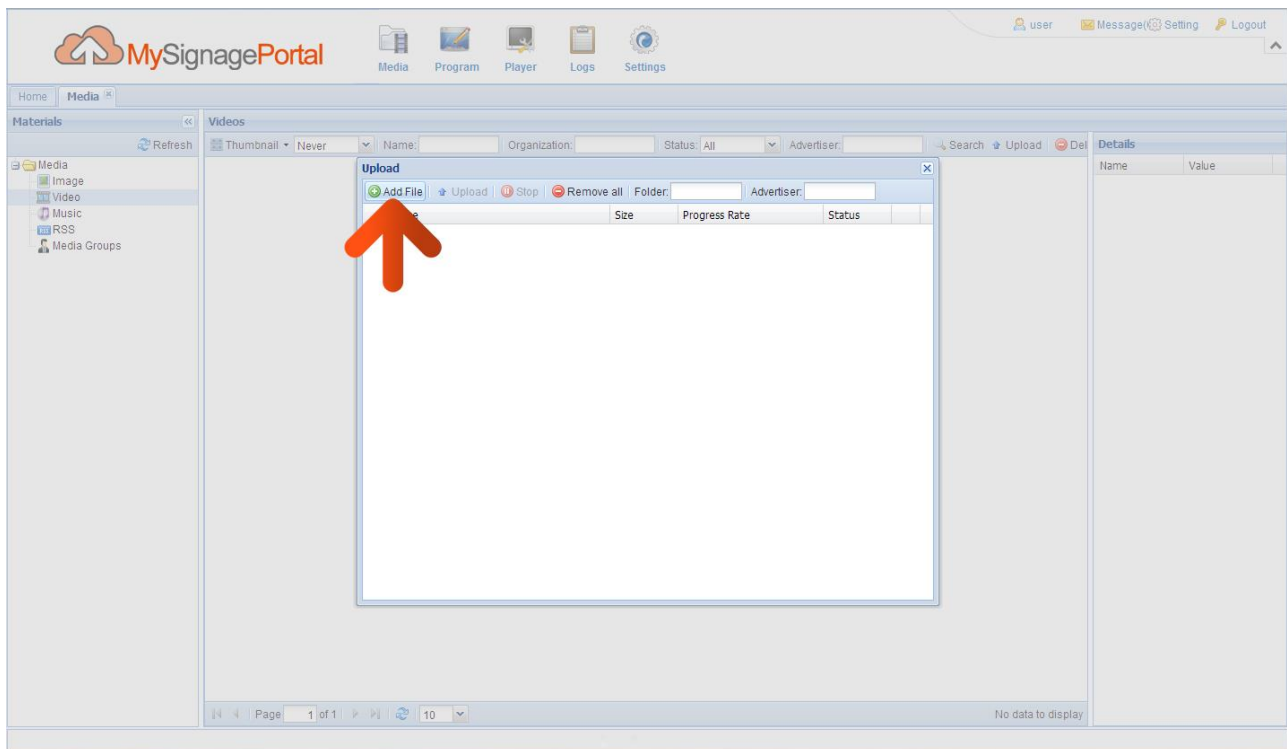 MySignagePortal
Media Program Player Logs Settings
user Message( Setting Logout
Home Media
Materials
Refresh
Media
Image
Video
Music
RSS
Media Groups
Videos
Thumbnail Never Name: Organization: Status: All Advertiser: Search Upload Del
Upload
Add File Upload Stop Remove all Folder: Advertiser:
Size Progress Rate Status
Page 1 of 1 10 No data to display
Details
Name Value